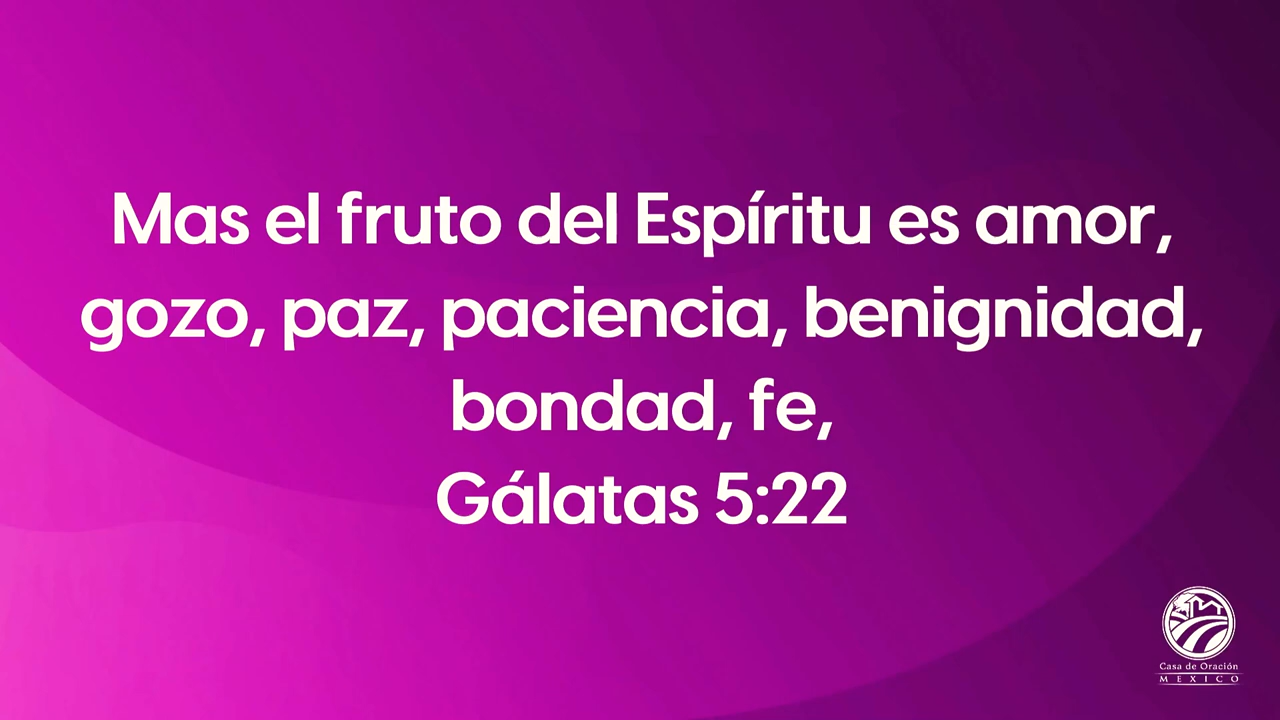 Mas el fruto del Espíritu es amor,
gozo, paz, paciencia, benignidad,
bondad, fe,
Gálatas 5:22
Casa de Oración
MEXICO